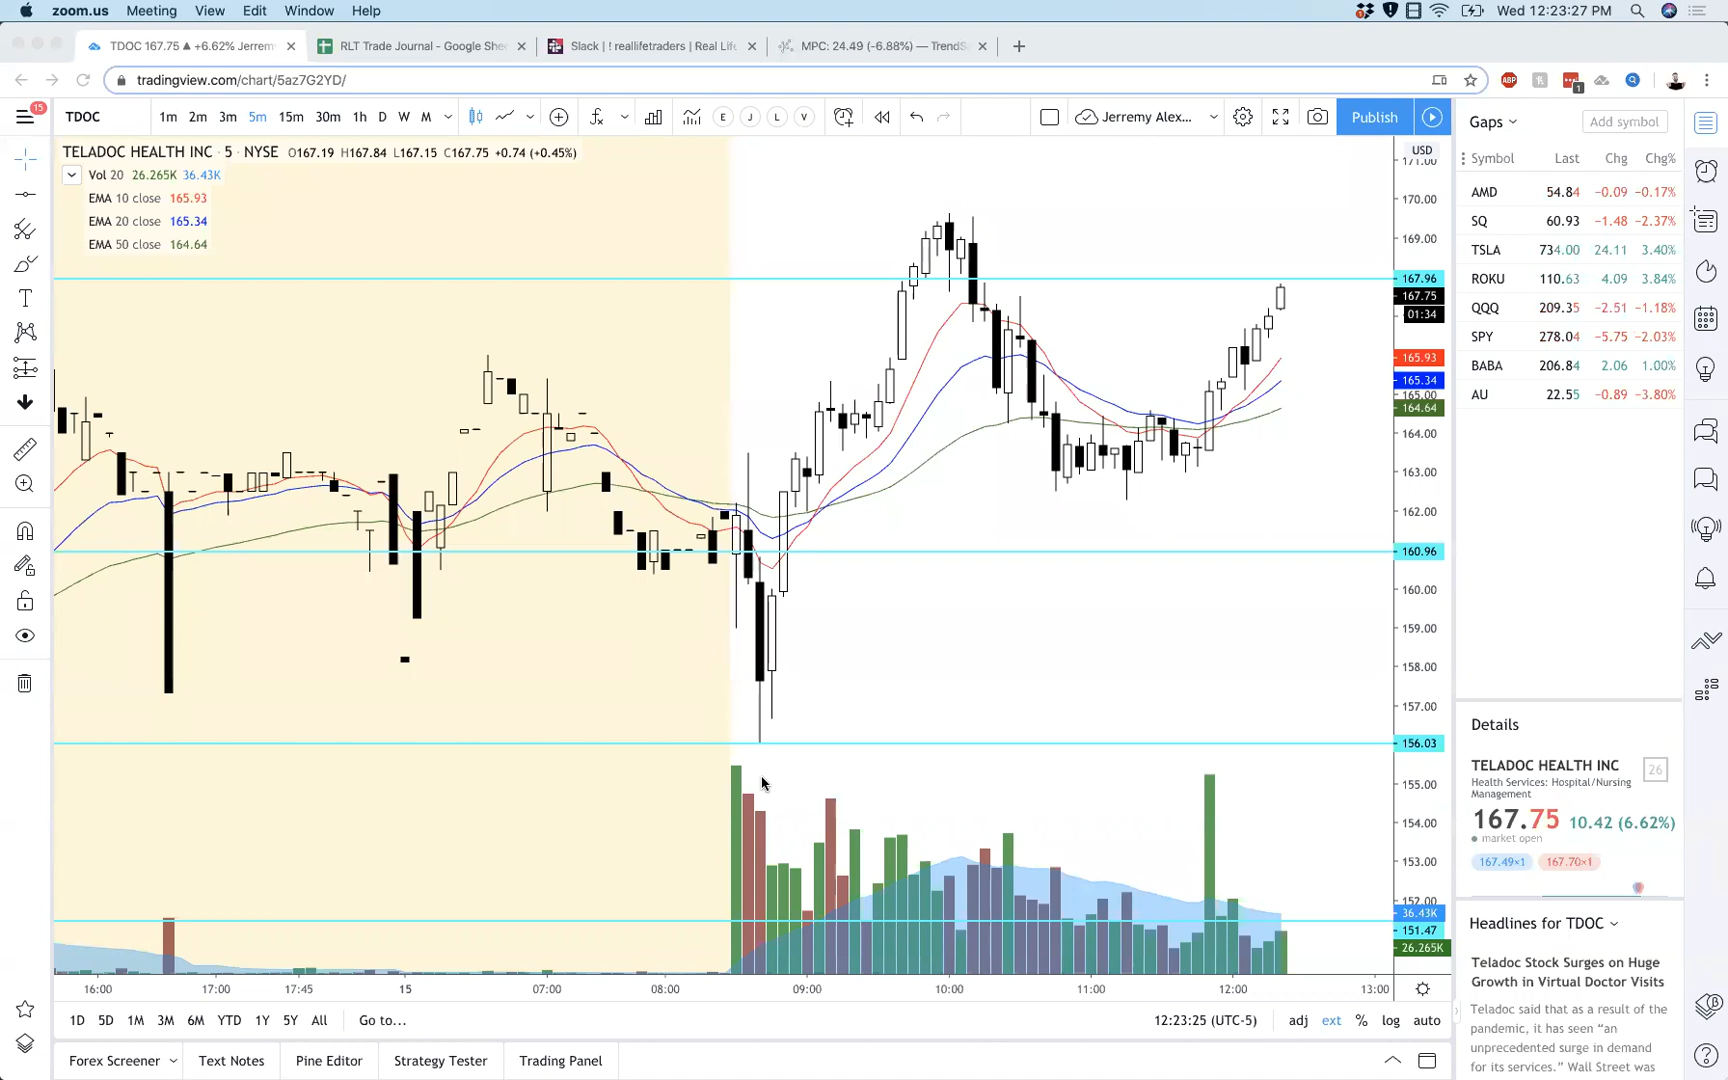 zoom.us Meeting View Edit Window Help Wed 12:23:27 PM
TDOC 167.75 ▲ +6.62% Jerrem RLT Trade Journal - Google She Slack | ! reallifetraders | Real Life MPC: 24.49 (-6.88%) — TrendS
tradingview.com/chart/5az7G2YD/ ABP 1
15 TDOC 1m 2m 3m 5m 15m 30m 1h D W M E J L V Jerremy Alex... Publish
Gaps Add symbol
TELADOC HEALTH INC · 5 · NYSE O167.19 H167.84 L167.15 C167.75 +0.74 (+0.45%)
Vol 20 26.265K 36.43K
EMA 10 close 165.93
EMA 20 close 165.34
EMA 50 close 164.64
USD
171.00
170.00
169.00
167.96
167.75
01:34
165.93
165.34
165.00
164.64
164.00
163.00
162.00
160.96
160.00
159.00
158.00
157.00
156.03
155.00
154.00
153.00
152.00
36.43K
151.47
26.265K
Symbol Last Chg Chg%
AMD 54.84 −0.09 −0.17%
SQ 60.93 −1.48 −2.37%
TSLA 734.00 24.11 3.40%
ROKU 110.63 4.09 3.84%
QQQ 209.35 −2.51 −1.18%
SPY 278.04 −5.75 −2.03%
BABA 206.84 2.06 1.00%
AU 22.55 −0.89 −3.80%
Details
TELADOC HEALTH INC 26
Health Services: Hospital/Nursing
Management
167.75 10.42 (6.62%)
market open
167.49×1 167.70×1
Headlines for TDOC
Teladoc Stock Surges on Huge
Growth in Virtual Doctor Visits
Teladoc said that as a result of the
pandemic, it has seen “an
unprecedented surge in demand
for its services.” Wall Street was
16:00 17:00 17:45 15 07:00 08:00 09:00 10:00 11:00 12:00 13:00
1D 5D 1M 3M 6M YTD 1Y 5Y All Go to... 12:23:25 (UTC-5) adj ext % log auto
Forex Screener Text Notes Pine Editor Strategy Tester Trading Panel